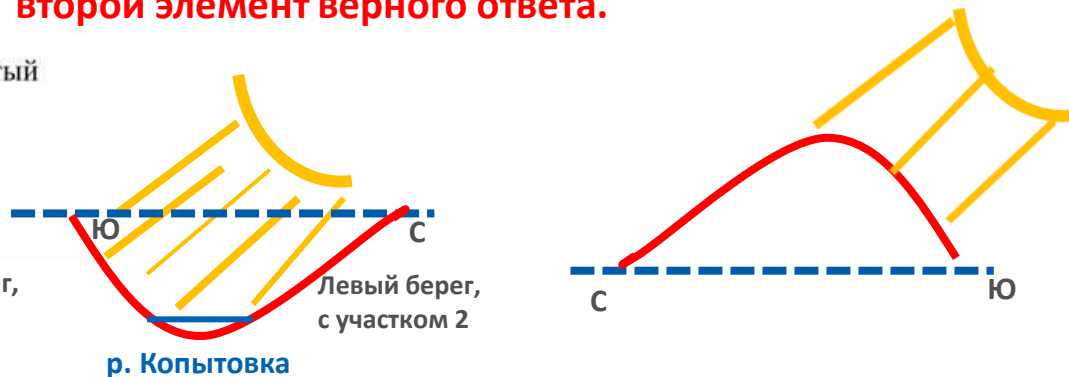 второй элемент верного ответа.
Ю
С
Левый берег,
с участком 2
р. Копытовка
С
Ю